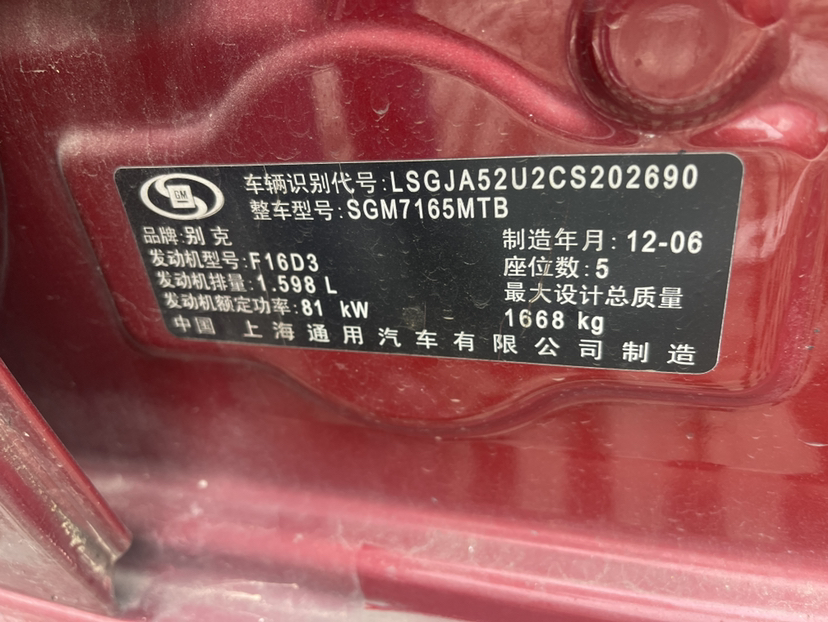 GM
车辆识别代号:LSGJA52U2CS202690
整车型号:SGM7165MTB
品牌:别克
发动机型号:F16D3
发动机排量:1.598 L
发动机额定功率:81 kW
制造年月:12-06
座位数:5
最大设计总质量
1668 kg
中国 上海通用汽车有限公司制造